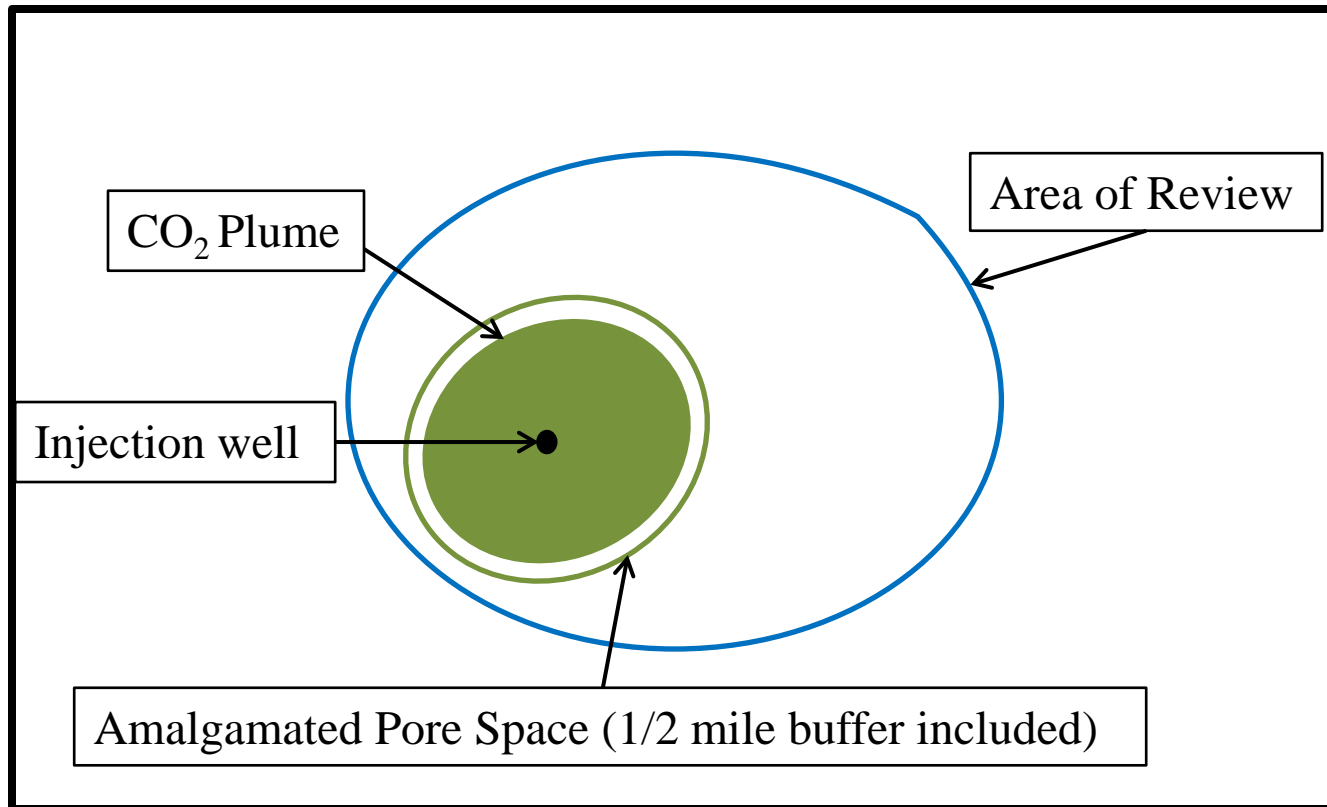 Area of Review
CO₂ Plume
Injection well
Amalgamated Pore Space (1/2 mile buffer included)